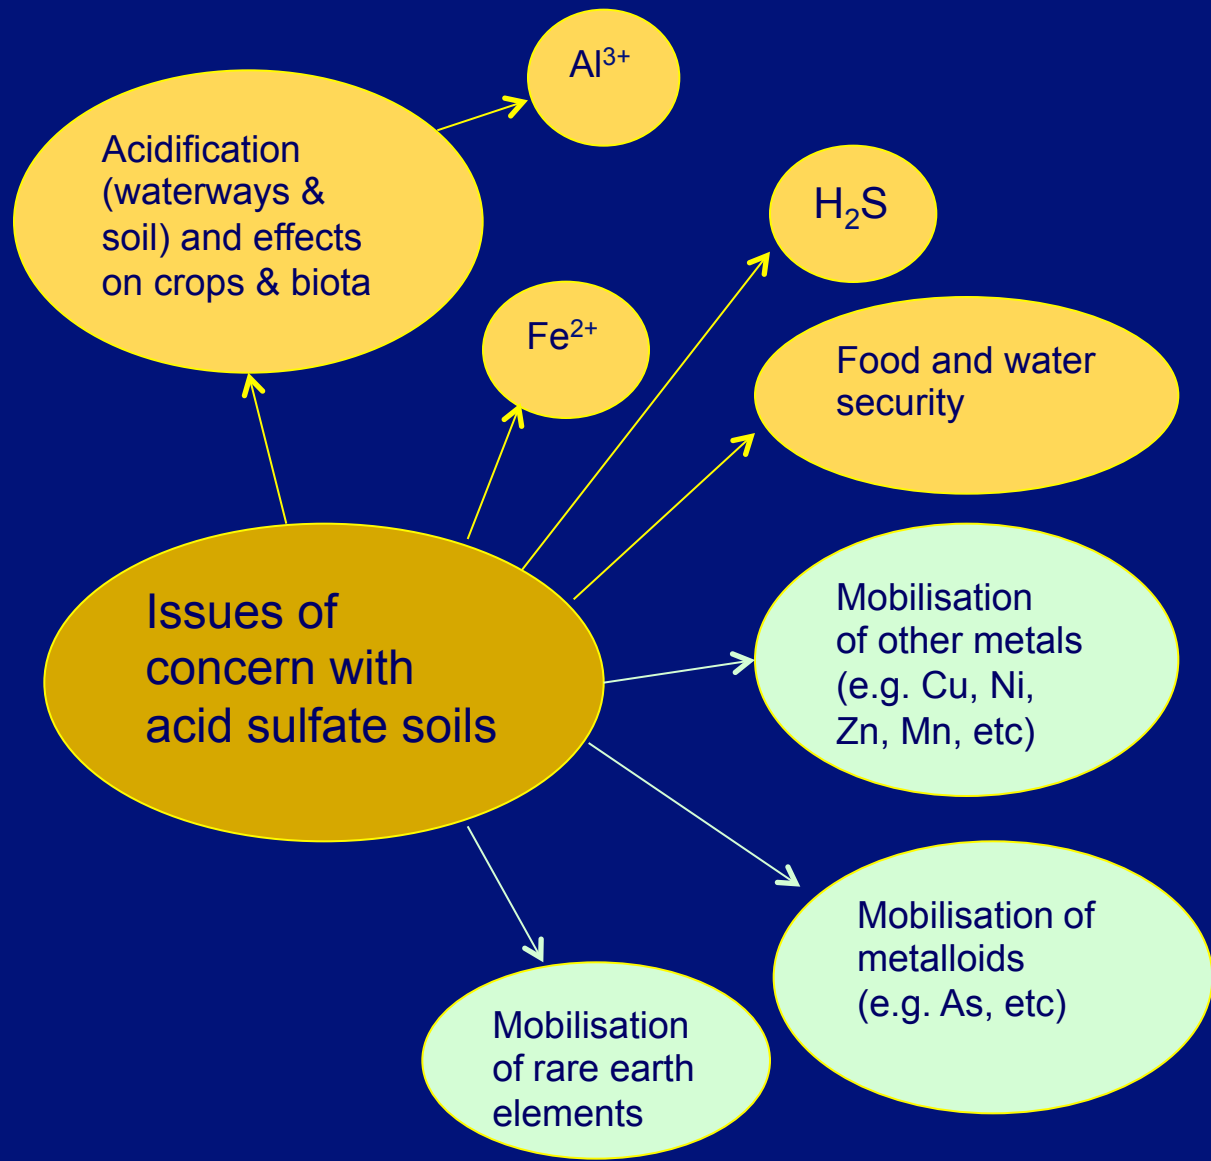 Al³⁺
Acidification
(waterways &
soil) and effects
on crops & biota
H₂S
Fe²⁺
Food and water
security
Issues of
concern with
acid sulfate soils
Mobilisation
of other metals
(e.g. Cu, Ni,
Zn, Mn, etc)
Mobilisation of
metalloids
(e.g. As, etc)
Mobilisation
of rare earth
elements